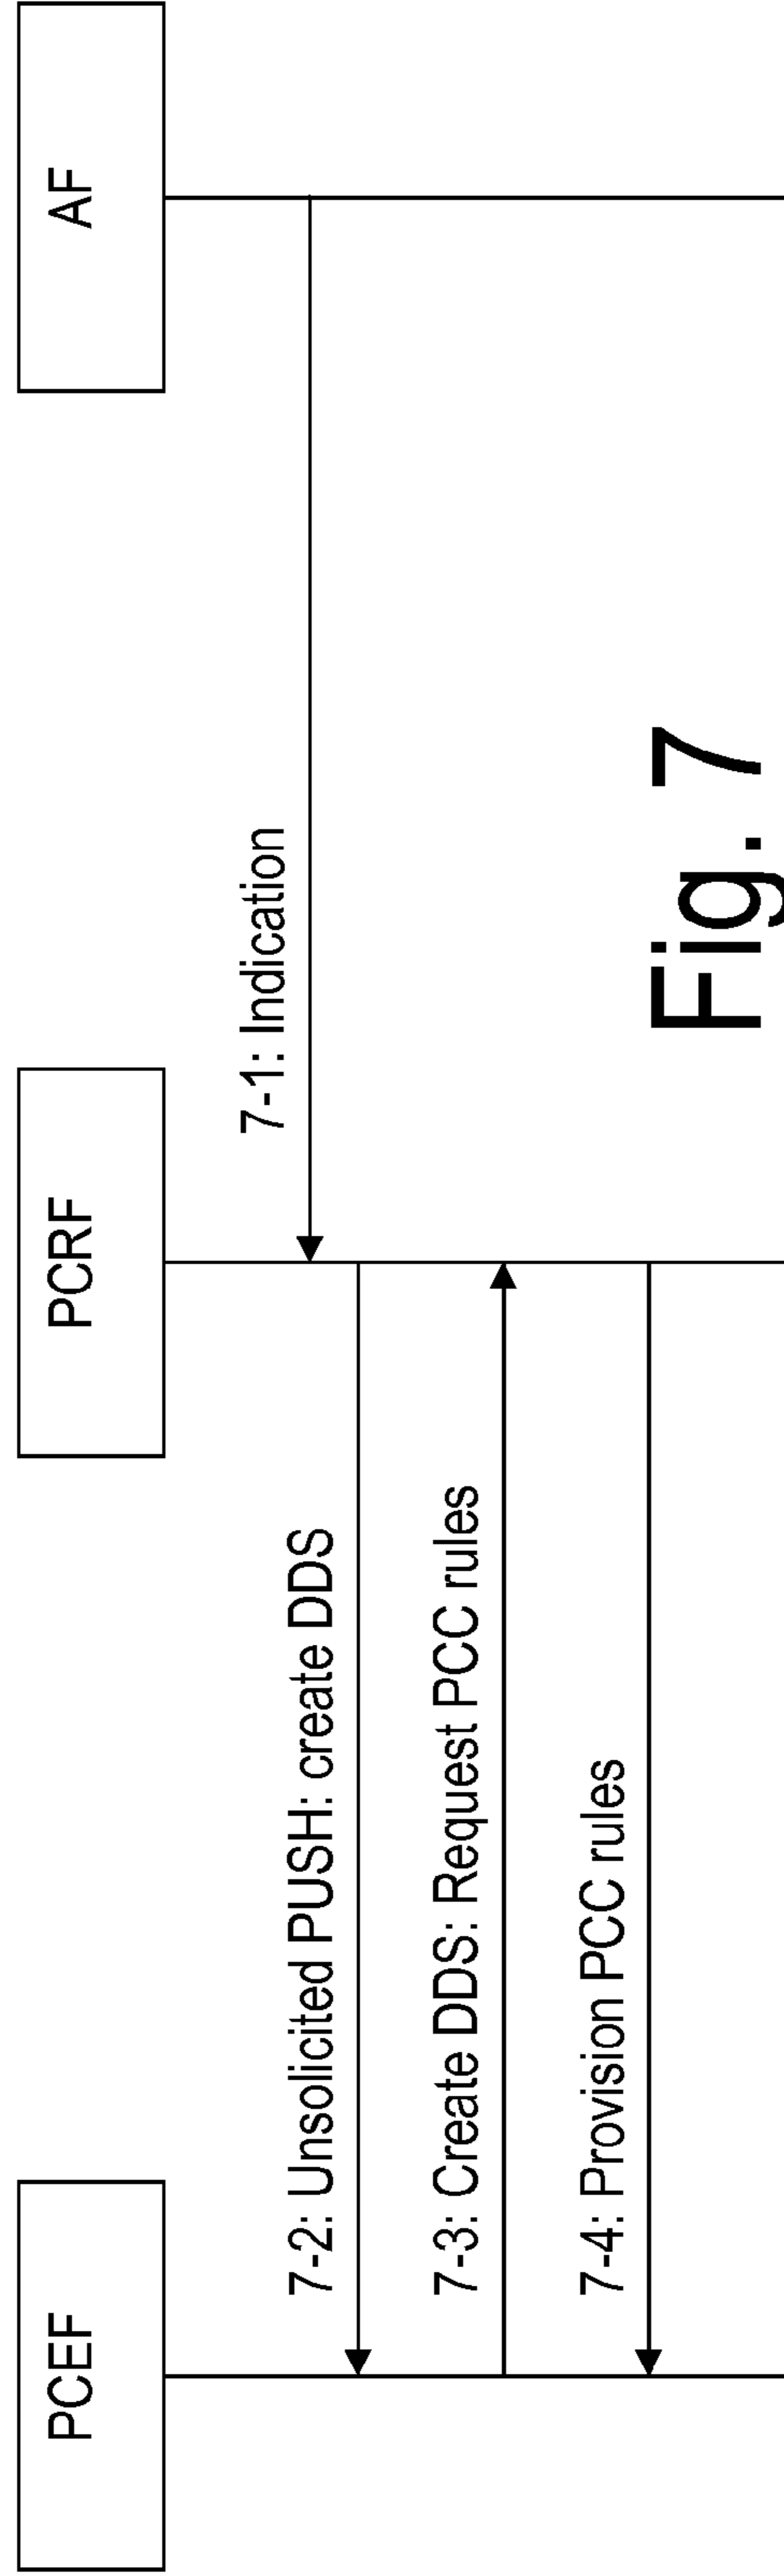 PCEF
PCRF
AF
7-1: Indication
7-2: Unsolicited PUSH: create DDS
7-3: Create DDS: Request PCC rules
7-4: Provision PCC rules
Fig. 7